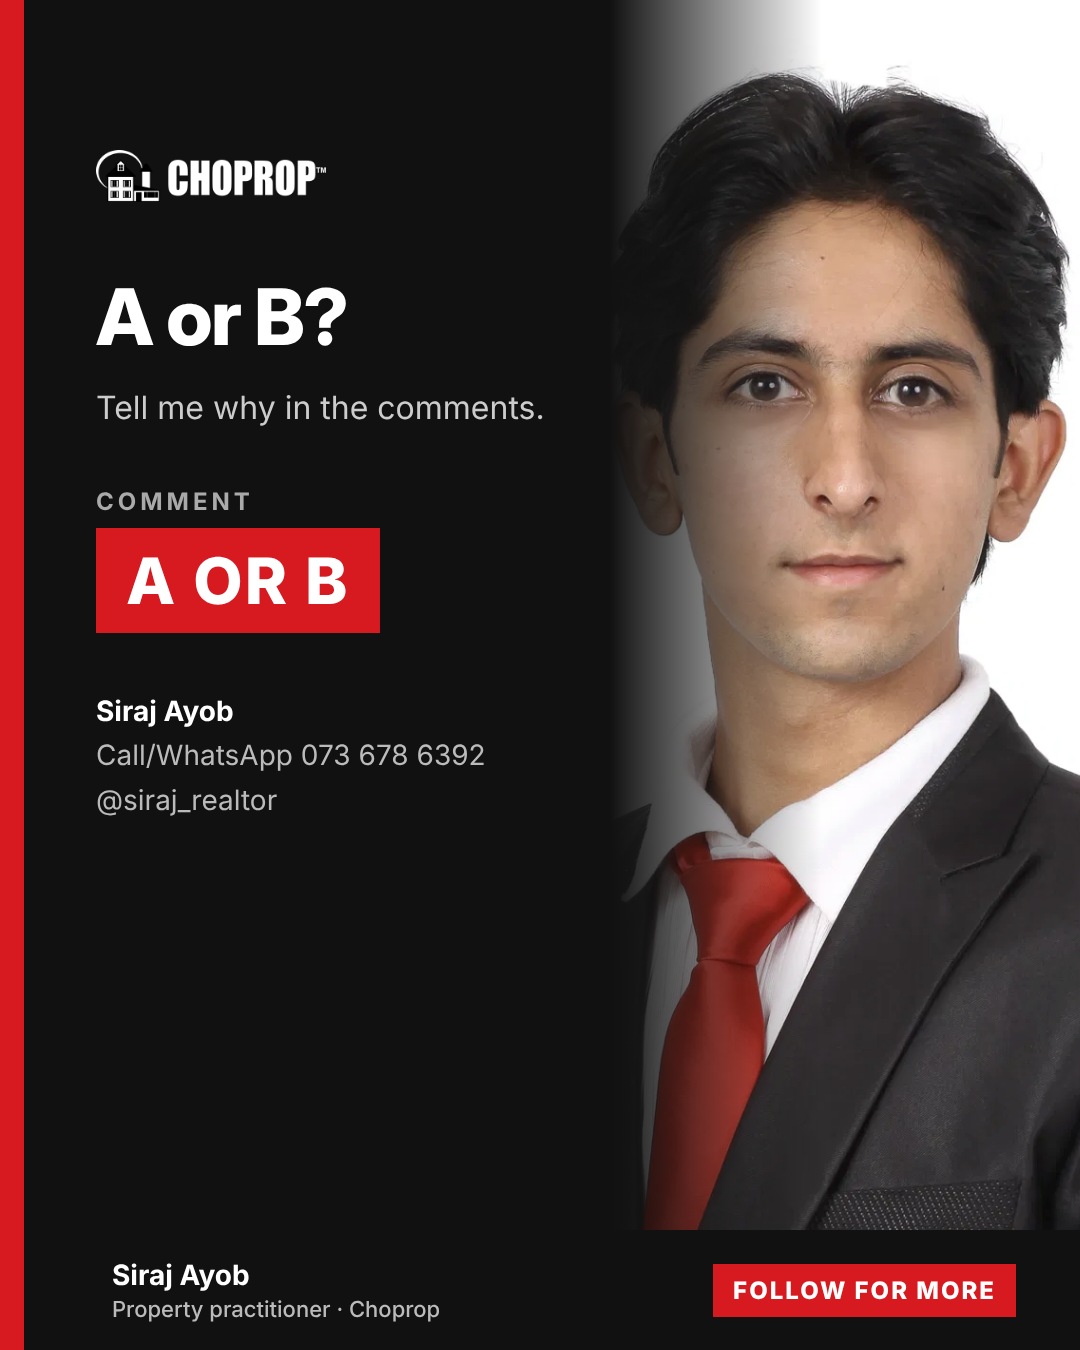 CHOPROP™
A or B?
Tell me why in the comments.
COMMENT
A OR B
Siraj Ayob
Call/WhatsApp 073 678 6392
@siraj_realtor
Siraj Ayob
Property practitioner · Choprop
FOLLOW FOR MORE